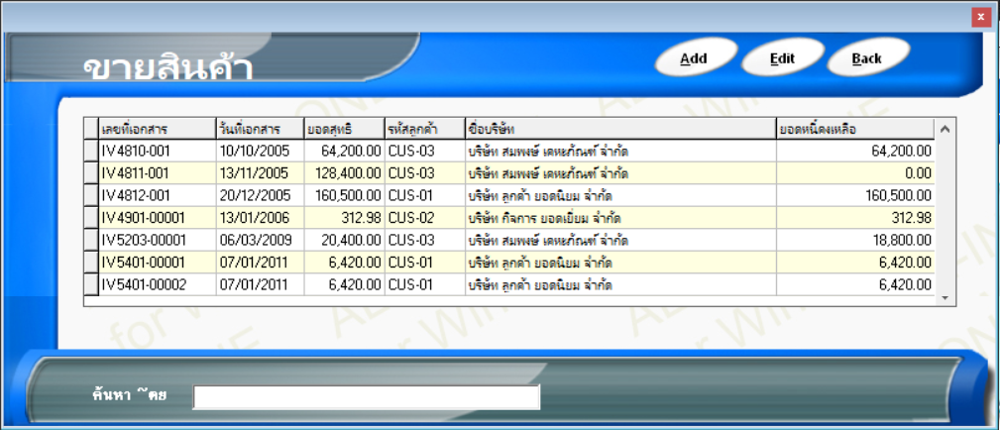 ขายสินค้า Add Edit Back
เลขที่เอกสาร วันที่เอกสาร ยอดสุทธิ รหัสลูกค้า ชื่อบริษัท ยอดหนี้คงเหลือ
IV4810-001 10/10/2005 64,200.00 CUS-03 บริษัท สมพงษ์ เคหะภัณฑ์ จำกัด 64,200.00
IV4811-001 13/11/2005 128,400.00 CUS-03 บริษัท สมพงษ์ เคหะภัณฑ์ จำกัด 0.00
IV4812-001 20/12/2005 160,500.00 CUS-01 บริษัท ลูกค้า ยอดนิยม จำกัด 160,500.00
IV4901-00001 13/01/2006 312.98 CUS-02 บริษัท กิจการ ยอดเยี่ยม จำกัด 312.98
IV5203-00001 06/03/2009 20,400.00 CUS-03 บริษัท สมพงษ์ เคหะภัณฑ์ จำกัด 18,800.00
IV5401-00001 07/01/2011 6,420.00 CUS-01 บริษัท ลูกค้า ยอดนิยม จำกัด 6,420.00
IV5401-00002 07/01/2011 6,420.00 CUS-01 บริษัท ลูกค้า ยอดนิยม จำกัด 6,420.00
ค้นหา ~ดย